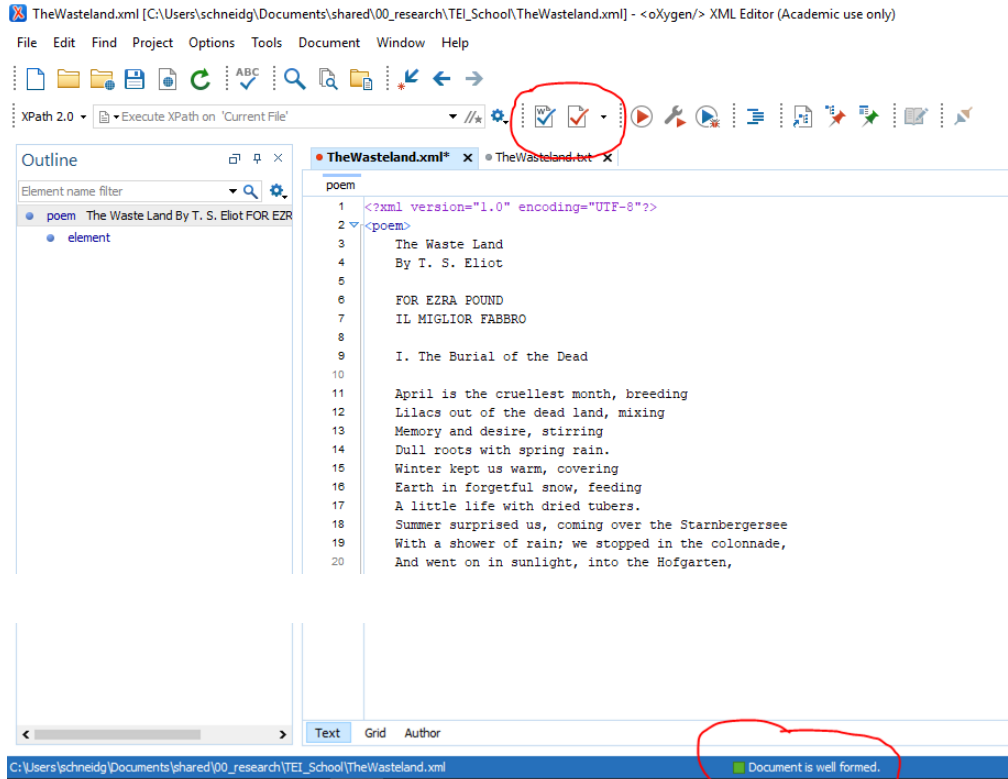 TheWasteland.xml [C:\Users\schneidg\Documents\shared\00_research\TEI_School\TheWasteland.xml] - <oXygen/> XML Editor (Academic use only)
File Edit Find Project Options Tools Document Window Help
ABC
XPath 2.0 Execute XPath on 'Current File'
Outline
TheWasteland.xml* TheWasteland.txt
Element name filter
poem
poem The Waste Land By T. S. Eliot FOR EZR
element
1 <?xml version="1.0" encoding="UTF-8"?>
2 <poem>
3 The Waste Land
4 By T. S. Eliot
5
6 FOR EZRA POUND
7 IL MIGLIOR FABBRO
8
9 I. The Burial of the Dead
10
11 April is the cruellest month, breeding
12 Lilacs out of the dead land, mixing
13 Memory and desire, stirring
14 Dull roots with spring rain.
15 Winter kept us warm, covering
16 Earth in forgetful snow, feeding
17 A little life with dried tubers.
18 Summer surprised us, coming over the Starnbergersee
19 With a shower of rain; we stopped in the colonnade,
20 And went on in sunlight, into the Hofgarten,
Text Grid Author
C:\Users\schneidg\Documents\shared\00_research\TEI_School\TheWasteland.xml Document is well formed.